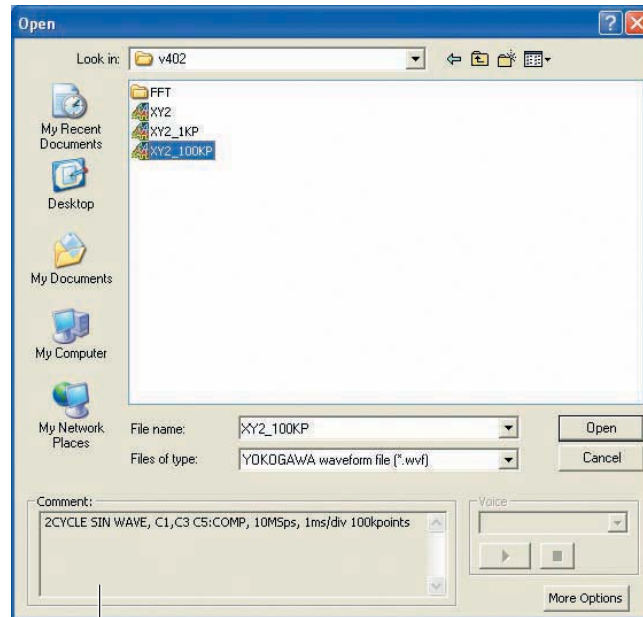 Open
Look in:
v402
FFT
XY2
XY2_1KP
XY2_100KP
My Recent
Documents
Desktop
My Documents
My Computer
My Network
Places
File name:
XY2_100KP
Open
Files of type:
YOKOGAWA waveform file (*.wvf)
Cancel
Comment:
2CYCLE SIN WAVE, C1,C3 C5:COMP, 10MSps, 1ms/div 100kpoints
Voice
More Options